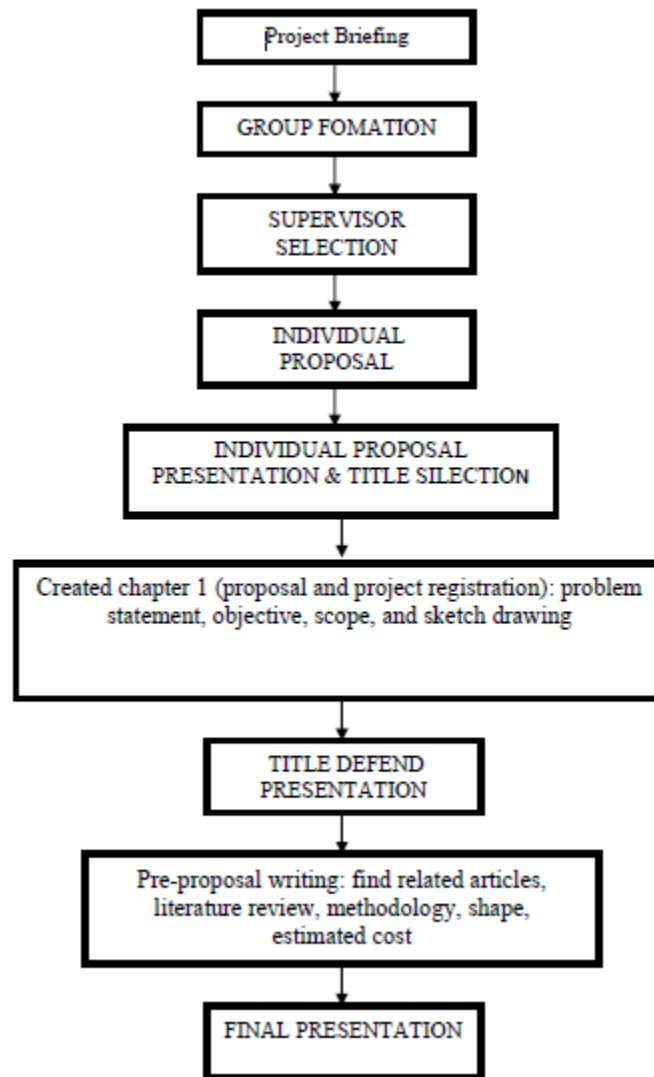 Project Briefing
GROUP FOMATION
SUPERVISOR
SELECTION
INDIVIDUAL
PROPOSAL
INDIVIDUAL PROPOSAL
PRESENTATION & TITLE SILECTION
Created chapter 1 (proposal and project registration): problem
statement, objective, scope, and sketch drawing
TITLE DEFEND
PRESENTATION
Pre-proposal writing: find related articles,
literature review, methodology, shape,
estimated cost
FINAL PRESENTATION